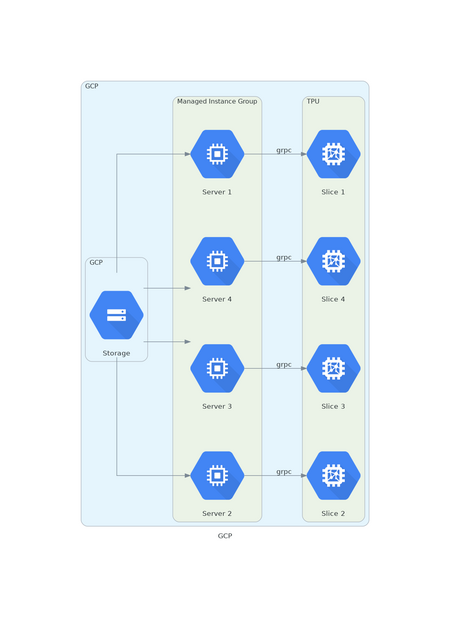 GCP
Managed Instance Group
TPU
grpc
Server 1
Slice 1
GCP
grpc
Server 4
Slice 4
Storage
grpc
Server 3
Slice 3
grpc
Server 2
Slice 2
GCP